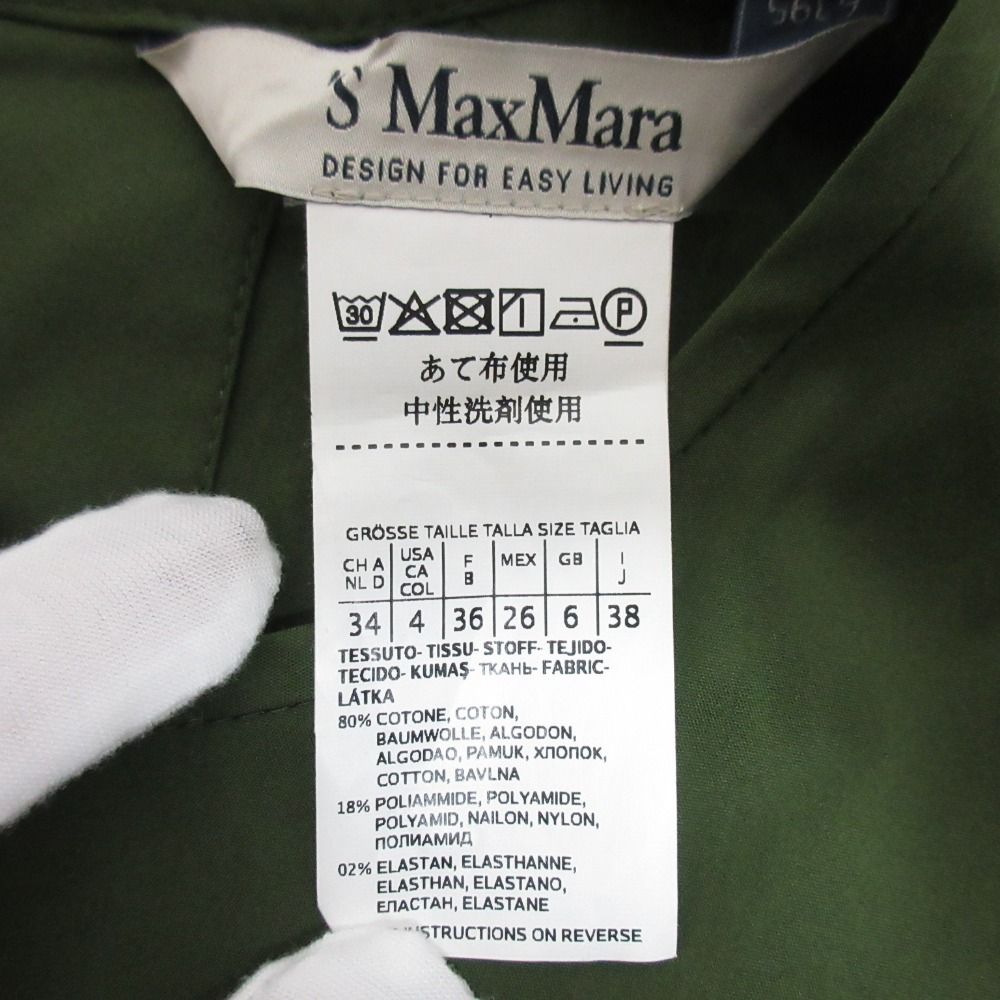 S MaxMara
DESIGN FOR EASY LIVING
30 P
あて布使用
中性洗剤使用
GRÖSSE TAILLE TALLA SIZE TAGLIA
CH A NL D USA CA COL F B MEX GB I J
34 4 36 26 6 38
TESSUTO- TISSU- STOFF- TEJIDO-
TECIDO- KUMAŞ- ТКАНЬ- FABRIC-
LÁTKA
80% COTONE, COTON,
BAUMWOLLE, ALGODON,
ALGODAO, PAMUK, ХЛОПОК,
COTTON, BAVLNA
18% POLIAMMIDE, POLYAMIDE,
POLYAMID, NAILON, NYLON,
ПОЛИАМИД
02% ELASTAN, ELASTHANNE,
ELASTHAN, ELASTANO,
ЕЛАСТАН, ELASTANE
INSTRUCTIONS ON REVERSE